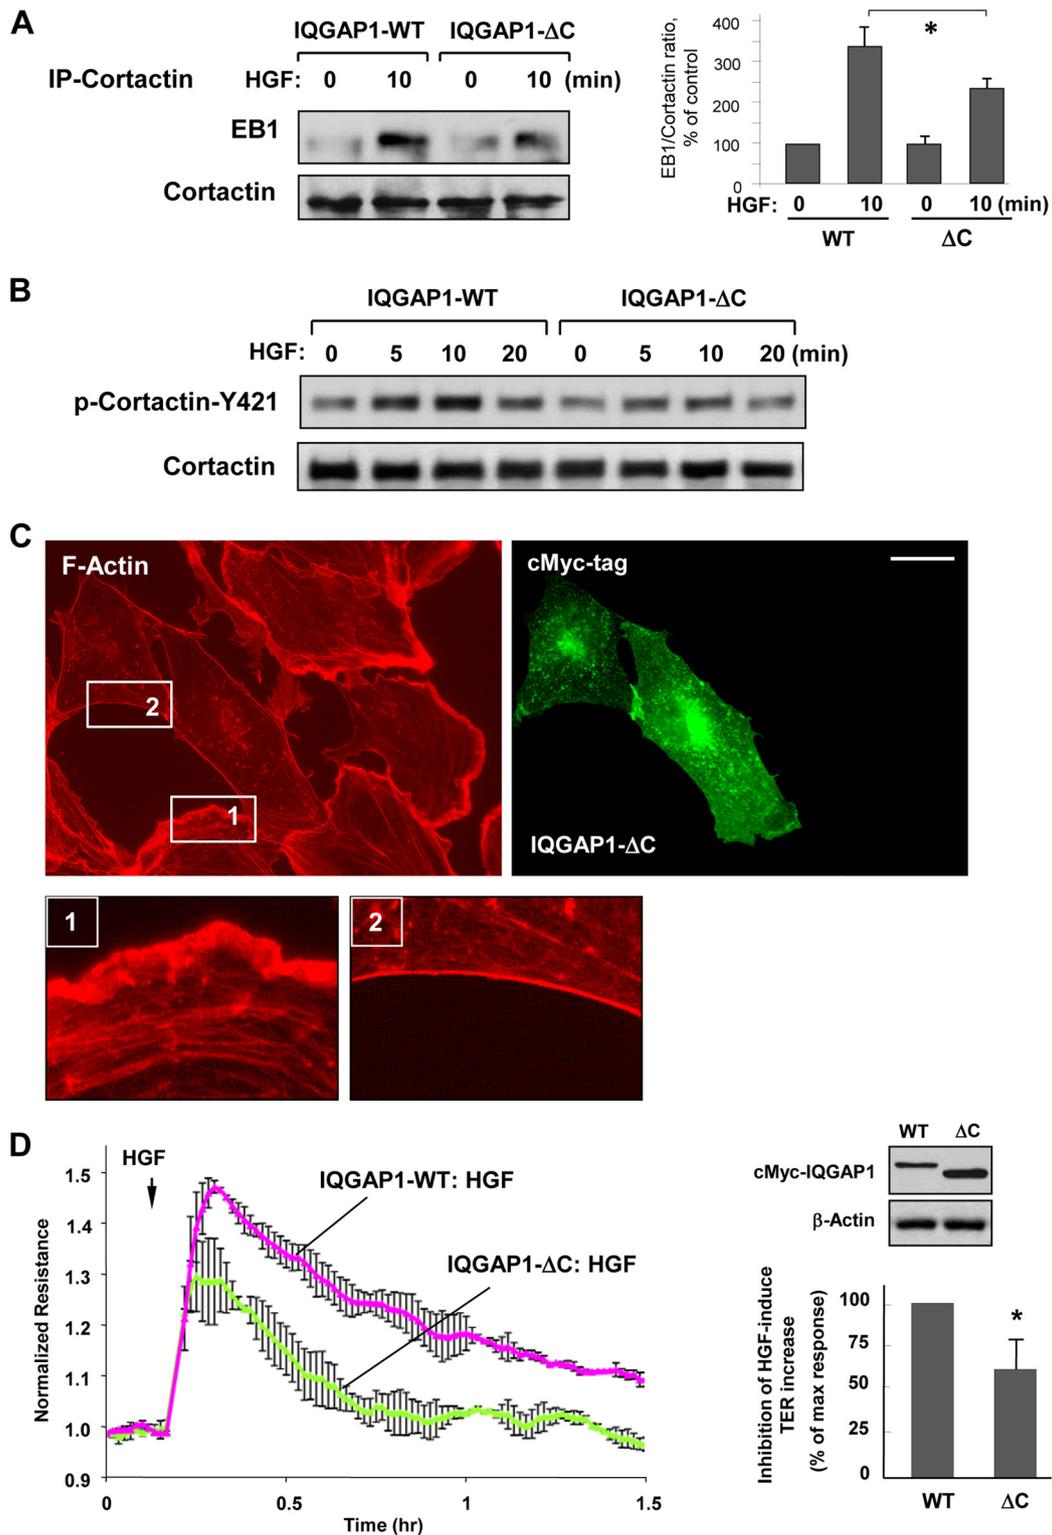 A
IQGAP1-WT IQGAP1-ΔC
IP-Cortactin HGF: 0 10 0 10 (min)
EB1
Cortactin
EB1/Cortactin ratio,
% of control
400
300
200
100
0
*
HGF: 0 10 0 10 (min)
WT ΔC
B
IQGAP1-WT IQGAP1-ΔC
HGF: 0 5 10 20 0 5 10 20 (min)
p-Cortactin-Y421
Cortactin
C
F-Actin
2
1
cMyc-tag
IQGAP1-ΔC
1
2
D
HGF
IQGAP1-WT: HGF
IQGAP1-ΔC: HGF
Normalized Resistance
1.5
1.4
1.3
1.2
1.1
1.0
0.9
0 0.5 1 1.5
Time (hr)
WT ΔC
cMyc-IQGAP1
β-Actin
Inhibition of HGF-induce
TER increase
(% of max response)
100
75
50
25
0
*
WT ΔC